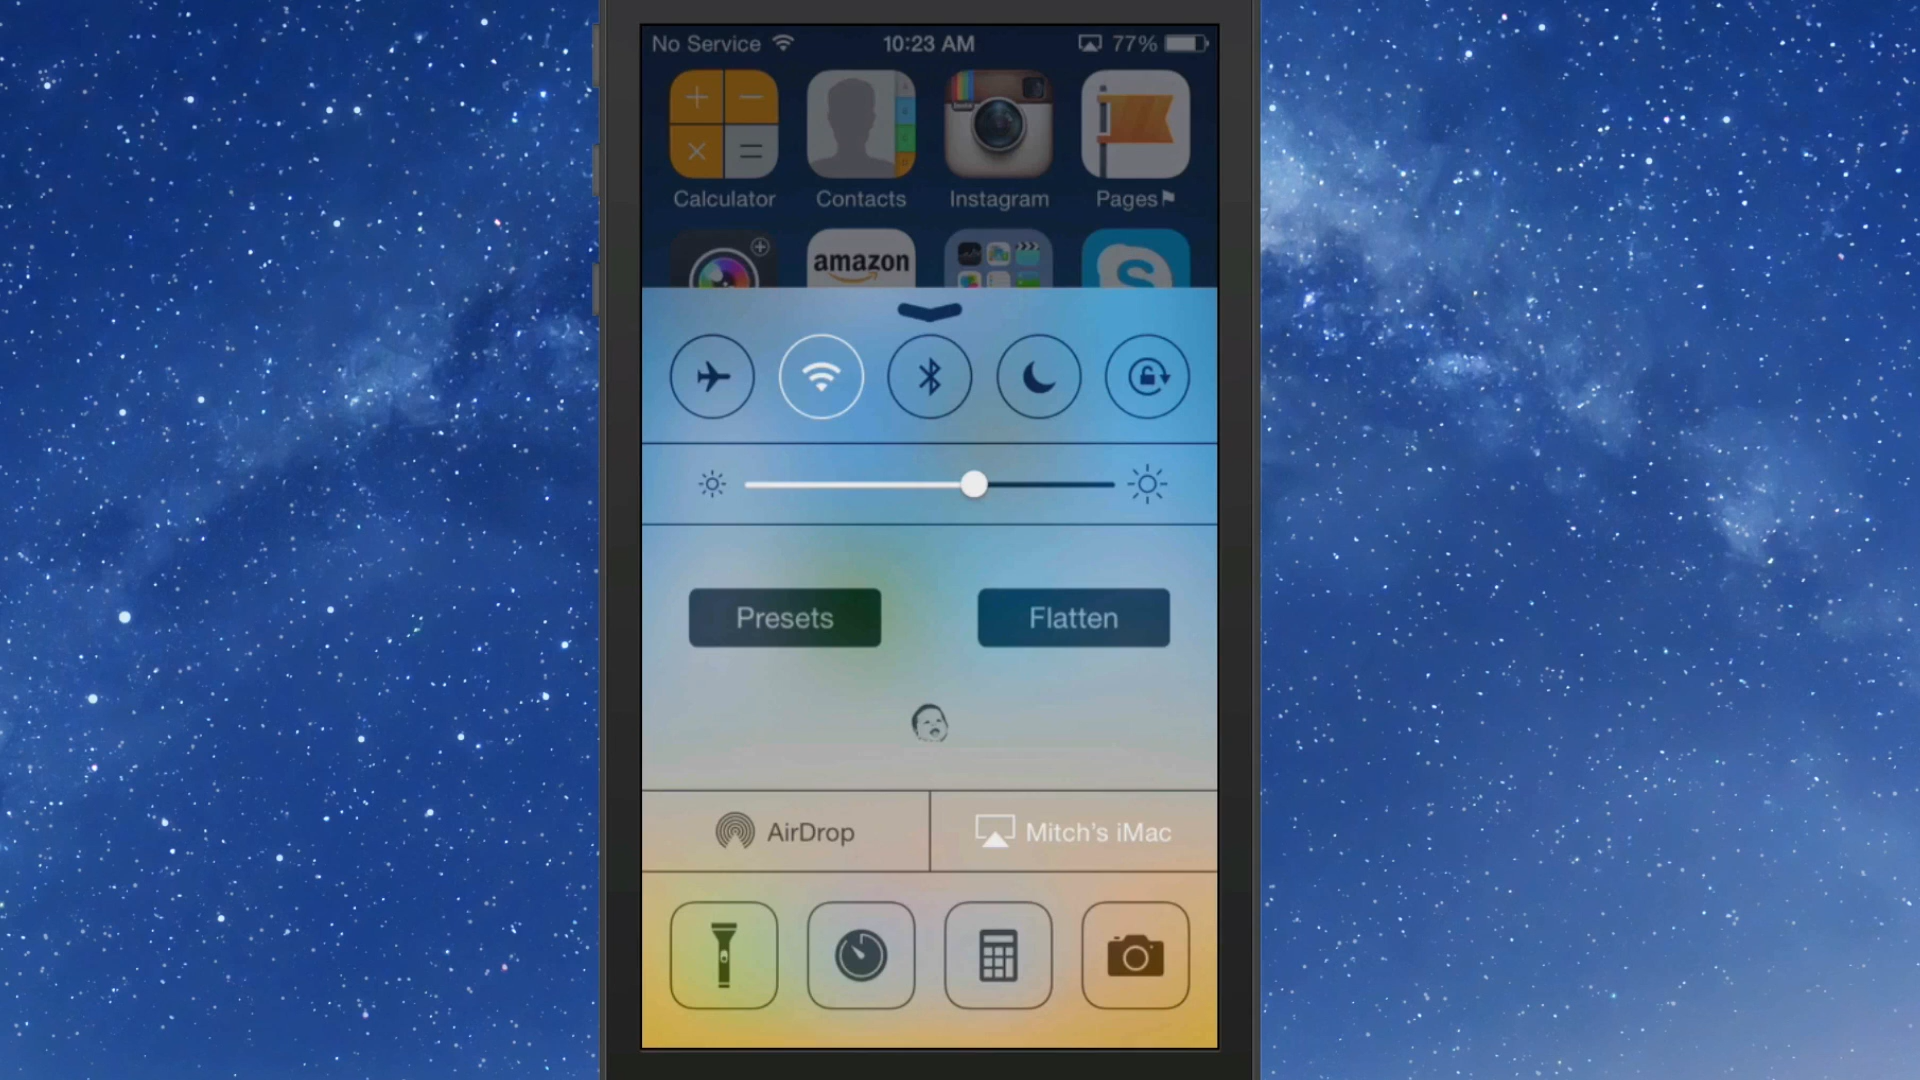 No Service 10:23 AM 77%
Calculator Contacts Instagram Pages
amazon
Presets Flatten
AirDrop Mitch's iMac